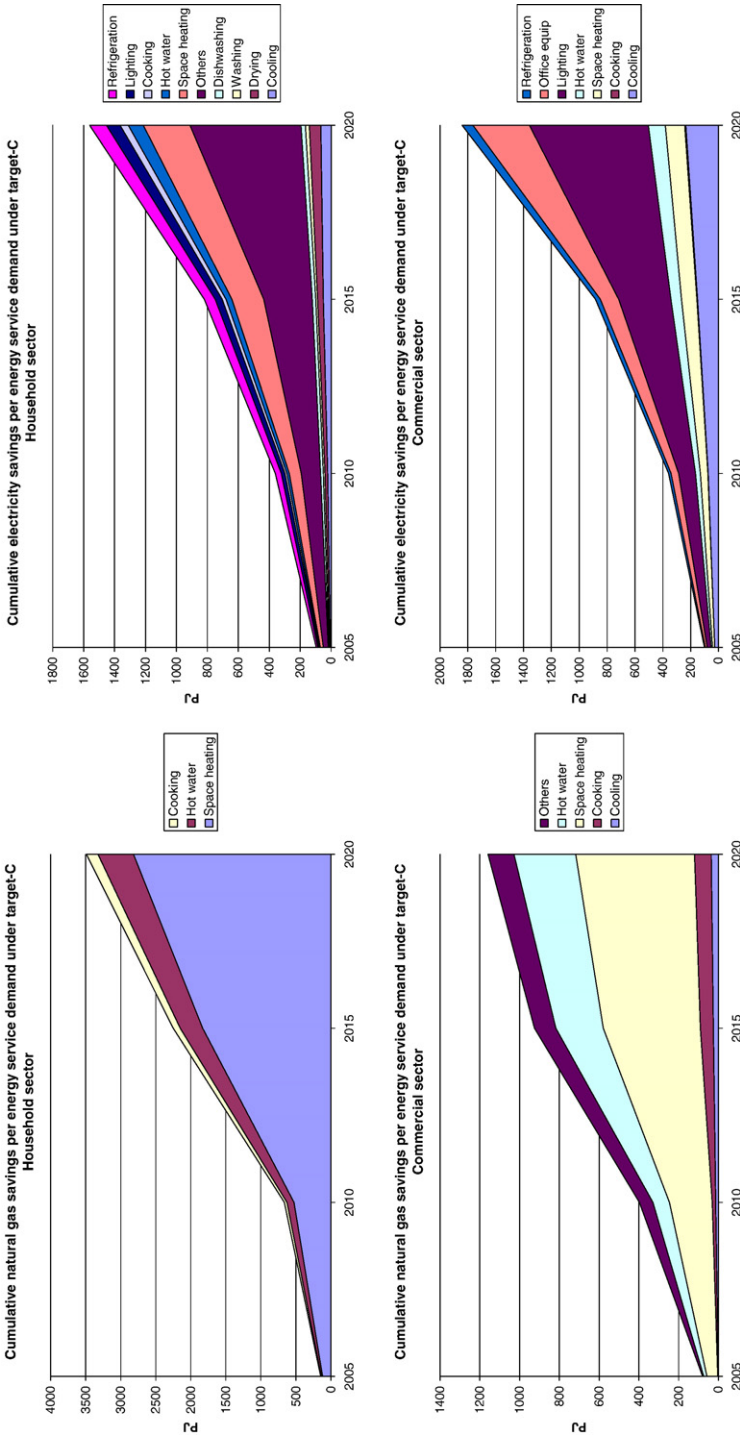 Cumulative natural gas savings per energy service demand under target-C
Household sector
4000
3500
3000
2500
2000
1500
1000
500
0
PJ
2005
2010
2015
2020
Cooking
Hot water
Space heating
Cumulative electricity savings per energy service demand under target-C
Household sector
1800
1600
1400
1200
1000
800
600
400
200
0
PJ
2005
2010
2015
2020
Refrigeration
Lighting
Cooking
Hot water
Space heating
Others
Dishwashing
Washing
Drying
Cooling
Cumulative natural gas savings per energy service demand under target-C
Commercial sector
1400
1200
1000
800
600
400
200
0
PJ
2005
2010
2015
2020
Others
Hot water
Space heating
Cooking
Cooling
Cumulative electricity savings per energy service demand under target-C
Commercial sector
2000
1800
1600
1400
1200
1000
800
600
400
200
0
PJ
2005
2010
2015
2020
Refrigeration
Office equip
Lighting
Hot water
Space heating
Cooking
Cooling